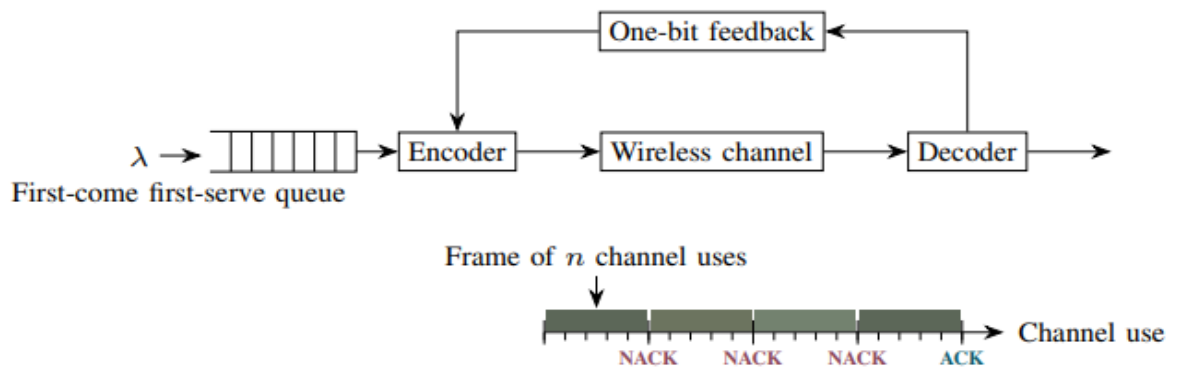 One-bit feedback
λ
Encoder
Wireless channel
Decoder
First-come first-serve queue
Frame of n channel uses
Channel use
NACK NACK NACK ACK